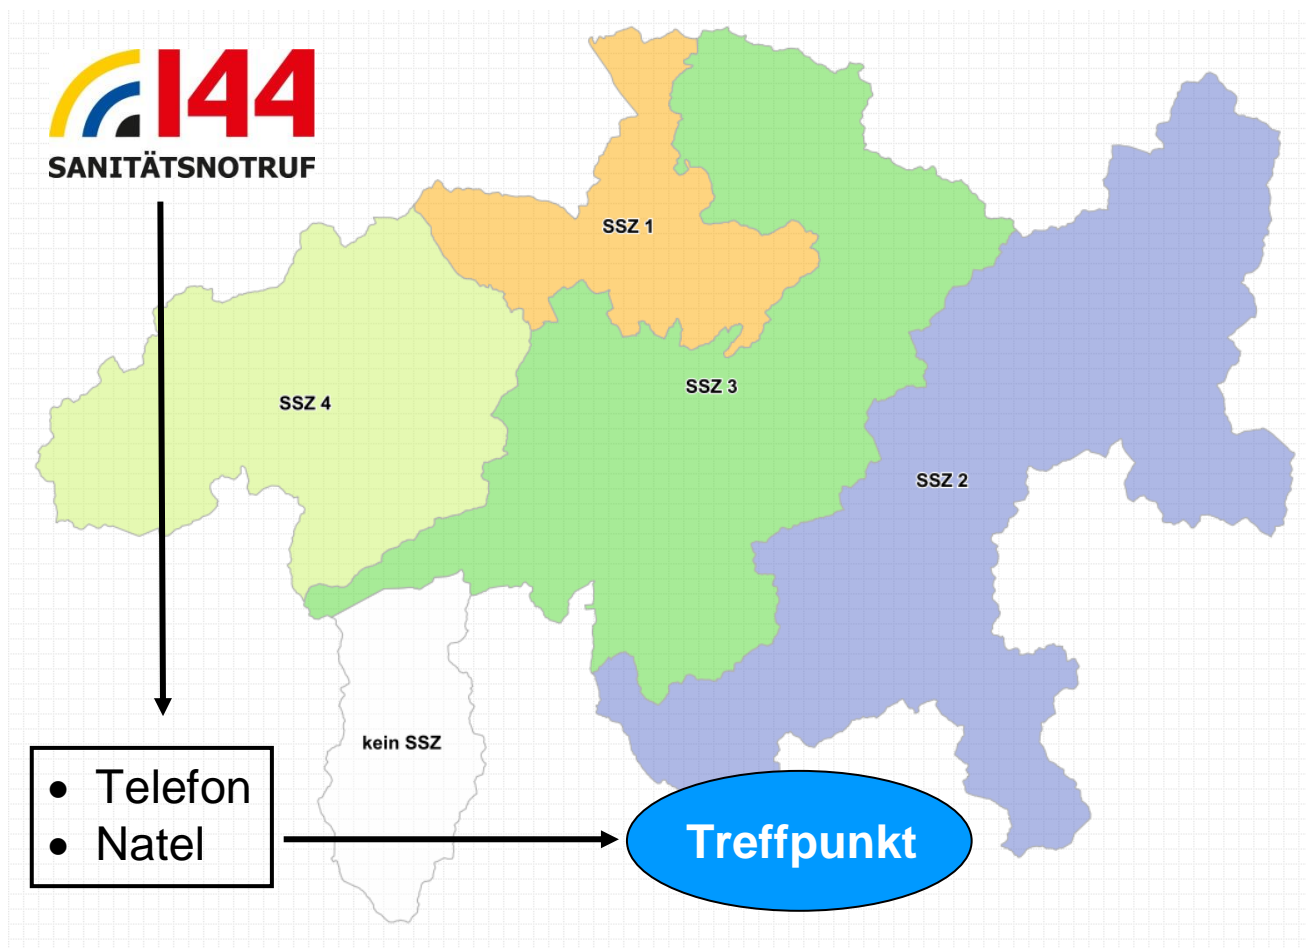 144
SANITÄTSNOTRUF
SSZ 1
SSZ 3
SSZ 4
SSZ 2
kein SSZ
• Telefon
• Natel
Treffpunkt